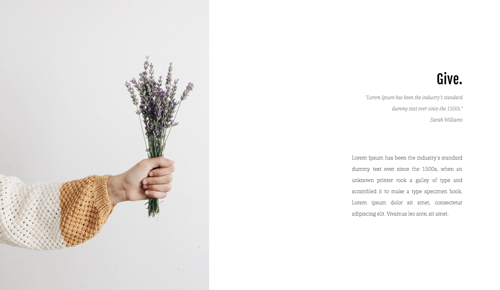 Give.
"Lorem Ipsum has been the industry's standard
dummy text ever since the 1500s."
Sarah Williams
Lorem Ipsum has been the industry's standard
dummy text ever since the 1500s, when an
unknown printer took a galley of type and
scrambled it to make a type specimen book.
Lorem ipsum dolor sit amet, consectetur
adipiscing elit. Vivamus leo ante, sit amet.